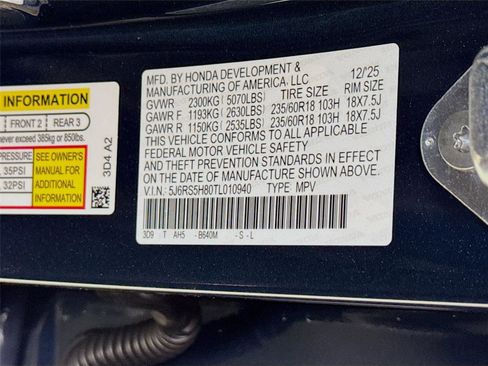 INFORMATION
FRONT 2 REAR 3
never exceed 385kg or 850lbs.
PRESSURE
35PSI
32PSI
SEE OWNER'S
MANUAL FOR
ADDITIONAL
INFORMATION
3D4 A2
MFD. BY HONDA DEVELOPMENT & 12/'25
MANUFACTURING OF AMERICA, LLC
GVWR 2300KG ( 5070LBS) TIRE SIZE RIM SIZE
GAWR F 1193KG ( 2630LBS) 235/60R18 103H 18X7.5J
GAWR R 1150KG ( 2535LBS) 235/60R18 103H 18X7.5J
THIS VEHICLE CONFORMS TO ALL APPLICABLE
FEDERAL MOTOR VEHICLE SAFETY
AND THEFT PREVENTION STANDARDS IN EFFECT
ON THE DATE OF MANUFACTURE SHOWN ABOVE.
V.I.N.: 5J6RS5H80TL010940 TYPE: MPV
3D9 : T AH5 -B640M -S - L